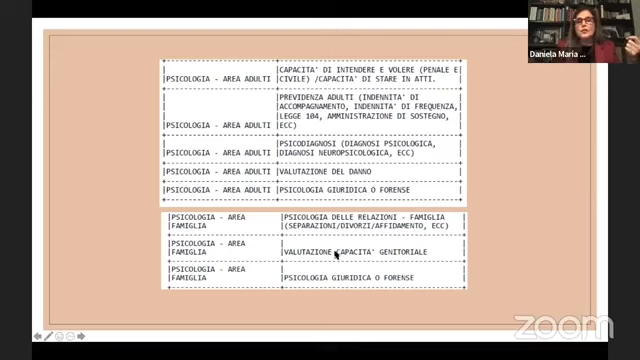 Daniela Maria ...
CAPACITA' DI INTENDERE E VOLERE (PENALE E
PSICOLOGIA - AREA ADULTI CIVILE) /CAPACITA' DI STARE IN ATTI.
PREVIDENZA ADULTI (INDENNITA' DI
ACCOMPAGNAMENTO, INDENNITA' DI FREQUENZA,
LEGGE 104, AMMINISTRAZIONE DI SOSTEGNO,
PSICOLOGIA - AREA ADULTI ECC)
PSICODIAGNOSI (DIAGNOSI PSICOLOGICA,
PSICOLOGIA - AREA ADULTI DIAGNOSI NEUROPSICOLOGICA, ECC)
PSICOLOGIA - AREA ADULTI VALUTAZIONE DEL DANNO
PSICOLOGIA - AREA ADULTI PSICOLOGIA GIURIDICA O FORENSE
PSICOLOGIA - AREA PSICOLOGIA DELLE RELAZIONI - FAMIGLIA
FAMIGLIA (SEPARAZIONI/DIVORZI/AFFIDAMENTO, ECC)
PSICOLOGIA - AREA
FAMIGLIA VALUTAZIONE CAPACITA' GENITORIALE
PSICOLOGIA - AREA
FAMIGLIA PSICOLOGIA GIURIDICA O FORENSE
zoom